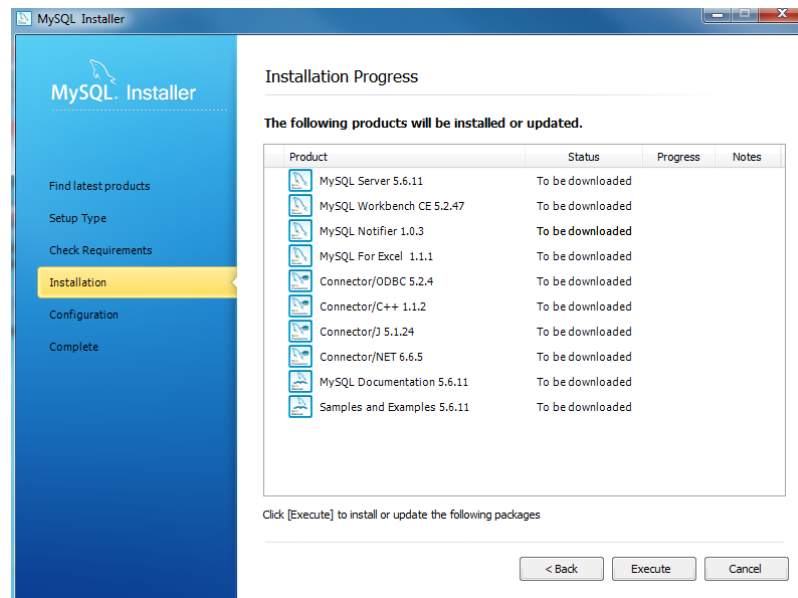 MySQL Installer
MySQL. Installer
Find latest products
Setup Type
Check Requirements
Installation
Configuration
Complete
Installation Progress
The following products will be installed or updated.
Product Status Progress Notes
MySQL Server 5.6.11 To be downloaded
MySQL Workbench CE 5.2.47 To be downloaded
MySQL Notifier 1.0.3 To be downloaded
MySQL For Excel 1.1.1 To be downloaded
Connector/ODBC 5.2.4 To be downloaded
Connector/C++ 1.1.2 To be downloaded
Connector/J 5.1.24 To be downloaded
Connector/NET 6.6.5 To be downloaded
MySQL Documentation 5.6.11 To be downloaded
Samples and Examples 5.6.11 To be downloaded
Click [Execute] to install or update the following packages
< Back Execute Cancel